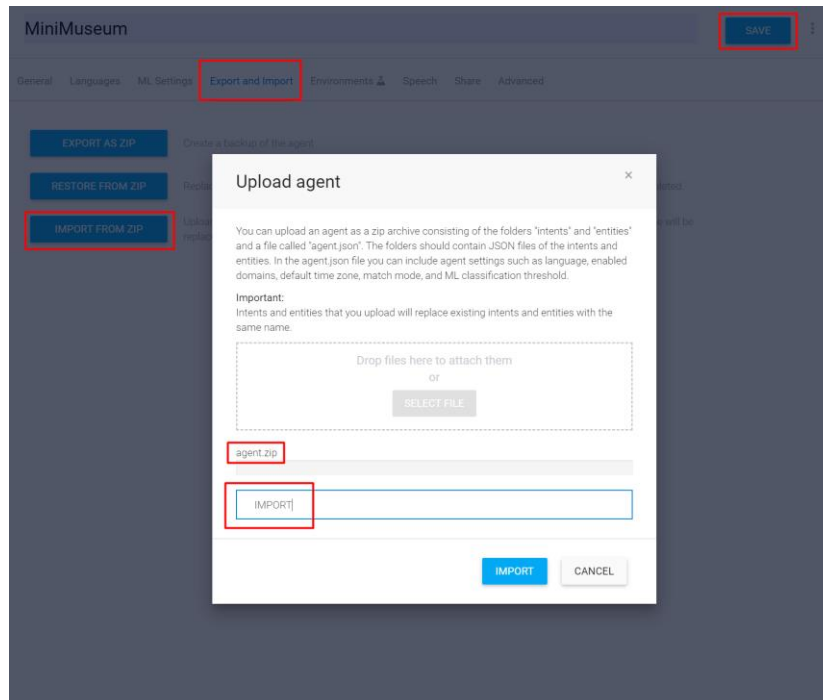 MiniMuseum
SAVE
General Languages ML Settings Export and Import Environments Speech Share Advanced
EXPORT AS ZIP Create a backup of the agent
RESTORE FROM ZIP Replac
IMPORT FROM ZIP Upload
replac
e will be
Upload agent ×
You can upload an agent as a zip archive consisting of the folders "intents" and "entities"
and a file called "agent.json". The folders should contain JSON files of the intents and
entities. In the agent.json file you can include agent settings such as language, enabled
domains, default time zone, match mode, and ML classification threshold.
Important:
Intents and entities that you upload will replace existing intents and entities with the
same name.
Drop files here to attach them
or
SELECT FILE
agent.zip
IMPORT
IMPORT CANCEL